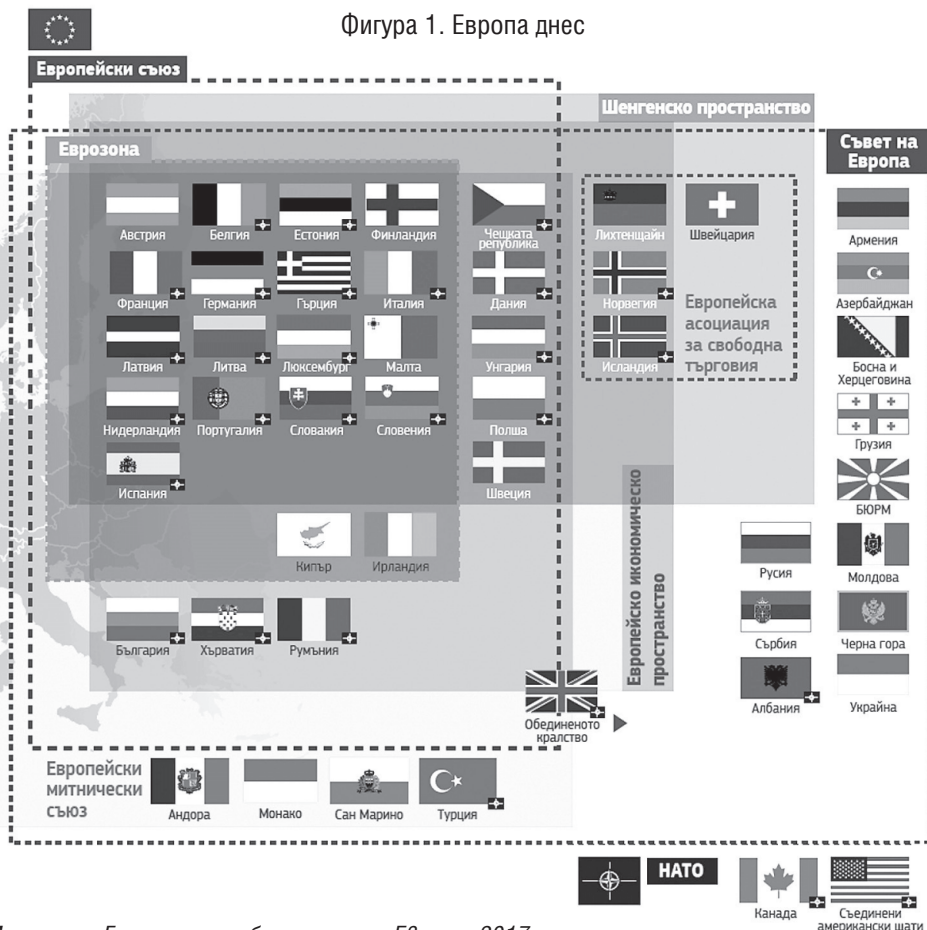 Фигура 1. Европа днес
Европейски съюз
Шенгенско пространство
Еврозона
Съвет на
Европа
Австрия
Белгия
Естония
Финландия
Чешката
република
Лихтенщайн
Швейцария
Армения
Франция
Германия
Гърция
Италия
Дания
Норвегия
Европейска
асоциация
за свободна
търговия
Азербайджан
Латвия
Литва
Люксембург
Малта
Унгария
Исландия
Босна и
Херцеговина
Нидерландия
Португалия
Словакия
Словения
Полша
Грузия
Испания
Швеция
БЮРМ
Европейско икономическо
пространство
Кипър
Ирландия
Русия
Молдова
България
Хърватия
Румъния
Сърбия
Черна гора
Обединеното
кралство
Албания
Украйна
Европейски
митнически
съюз
Андора
Монако
Сан Марино
Турция
НАТО
Канада
Съединени
американски щати